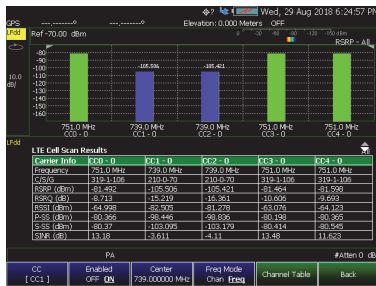 Wed, 29 Aug 2018 6:24:57 PM
GPS ---.------° ---.------° Elevation: 0.000 Meters OFF
LFdd Ref -70.00 dBm 0 -30 -60 -90 -120 -150 dBm
RSRP - All
-80
-90
-100
-110
-120
-130
-140
-150
-160
10.0
dB/
-105.506 -105.421
751.0 MHz 739.0 MHz 739.0 MHz 751.0 MHz 751.0 MHz
CC0 - 0 CC1 - 0 CC2 - 0 CC3 - 0 CC4 - 0
LFdd
LTE Cell Scan Results
Carrier Info CC0 - 0 CC1 - 0 CC2 - 0 CC3 - 0 CC4 - 0
Frequency 751.0 MHz 739.0 MHz 739.0 MHz 751.0 MHz 751.0 MHz
C/S/G 319-1-106 210-0-70 210-0-70 319-1-106 319-1-106
RSRP (dBm) -81.492 -105.506 -105.421 -81.464 -81.598
RSRQ (dB) -8.713 -15.219 -16.361 -10.606 -9.693
RSSI (dBm) -64.998 -82.505 -81.278 -63.076 -64.123
P-SS (dBm) -80.366 -98.446 -98.836 -80.198 -80.365
S-SS (dBm) -80.37 -103.095 -103.179 -80.414 -80.545
SINR (dB) 13.18 -3.611 -4.11 13.48 11.623
PA #Atten 0 dB
CC Enabled Center Freq Mode Channel Table Back
[ CC1 ] OFF ON 739.000000 MHz Chan Freq